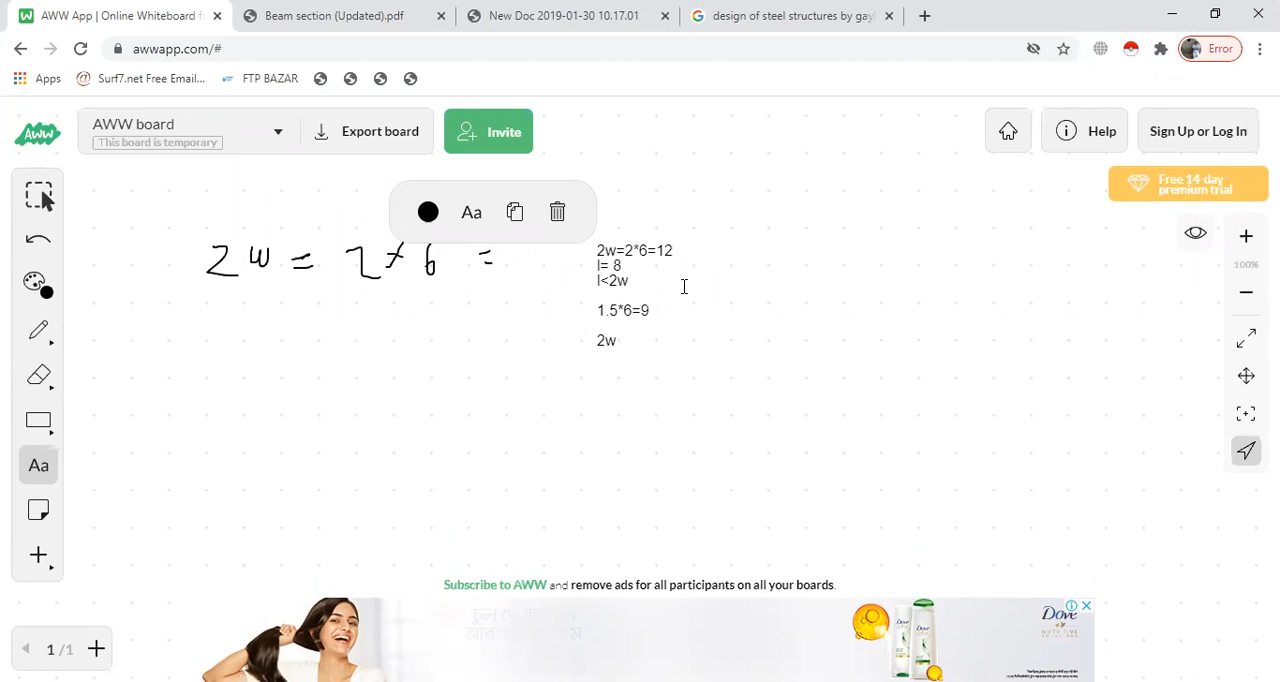 AWW App | Online Whiteboard f
Beam section (Updated).pdf
New Doc 2019-01-30 10.17.01
design of steel structures by gayl
awwapp.com/#
Error
Apps
Surf7.net Free Email...
FTP BAZAR
AWW
AWW board
This board is temporary
Export board
Invite
Help
Sign Up or Log In
Free 14-day
premium trial
Aa
2w = 2*6 =
2w=2*6=12
l= 8
l<2w
1.5*6=9
2w
100%
Aa
Subscribe to AWW and remove ads for all participants on all your boards.
Dove
1 /1